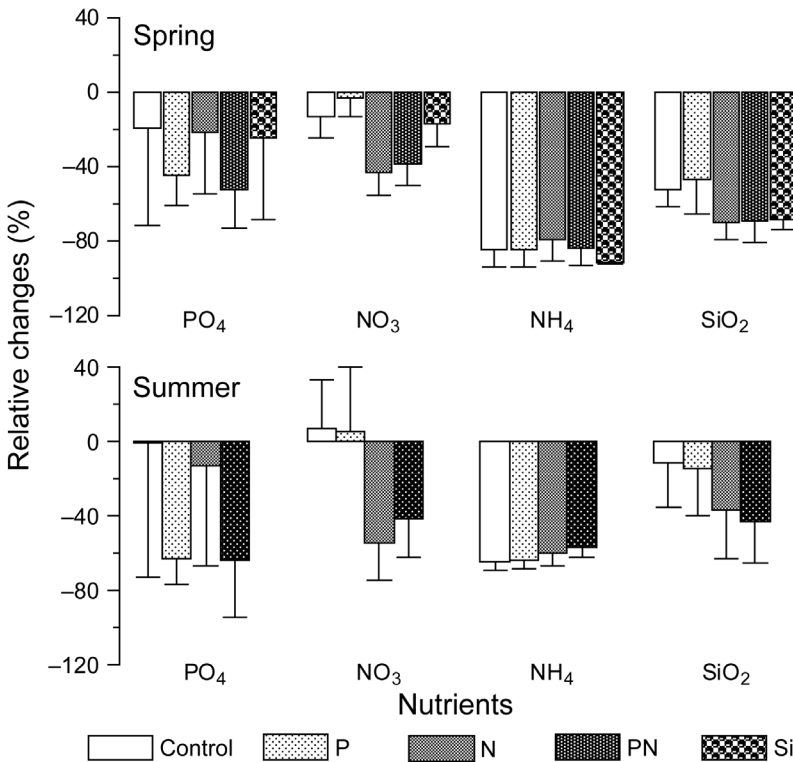 40
Spring
0
–40
–80
–120
PO4 NO3 NH4 SiO2
Relative changes (%)
40
Summer
0
–40
–80
–120
PO4 NO3 NH4 SiO2
Nutrients
Control P N PN Si